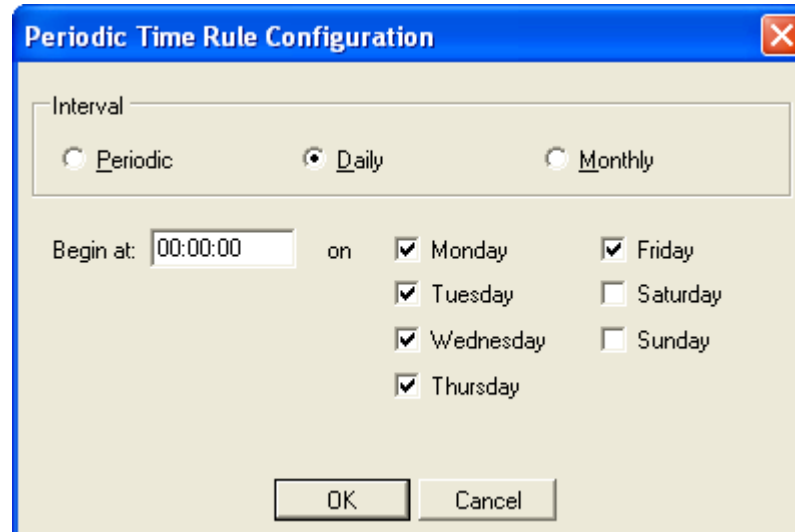 Periodic Time Rule Configuration
Interval
Periodic Daily Monthly
Begin at: 00:00:00 on Monday Friday
Tuesday Saturday
Wednesday Sunday
Thursday
OK Cancel